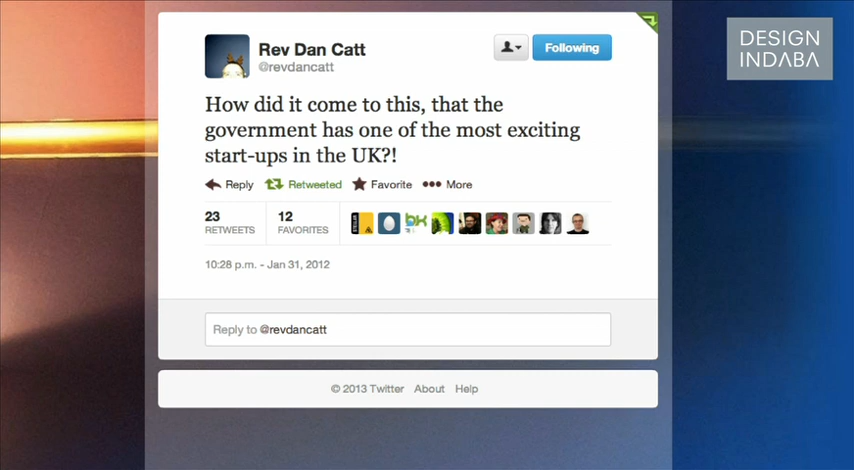 DESIGN
INDABA
Rev Dan Catt
@revdancatt
Following
How did it come to this, that the
government has one of the most exciting
start-ups in the UK?!
Reply Retweeted Favorite More
23 12
RETWEETS FAVORITES
10:28 p.m. - Jan 31, 2012
Reply to @revdancatt
© 2013 Twitter About Help